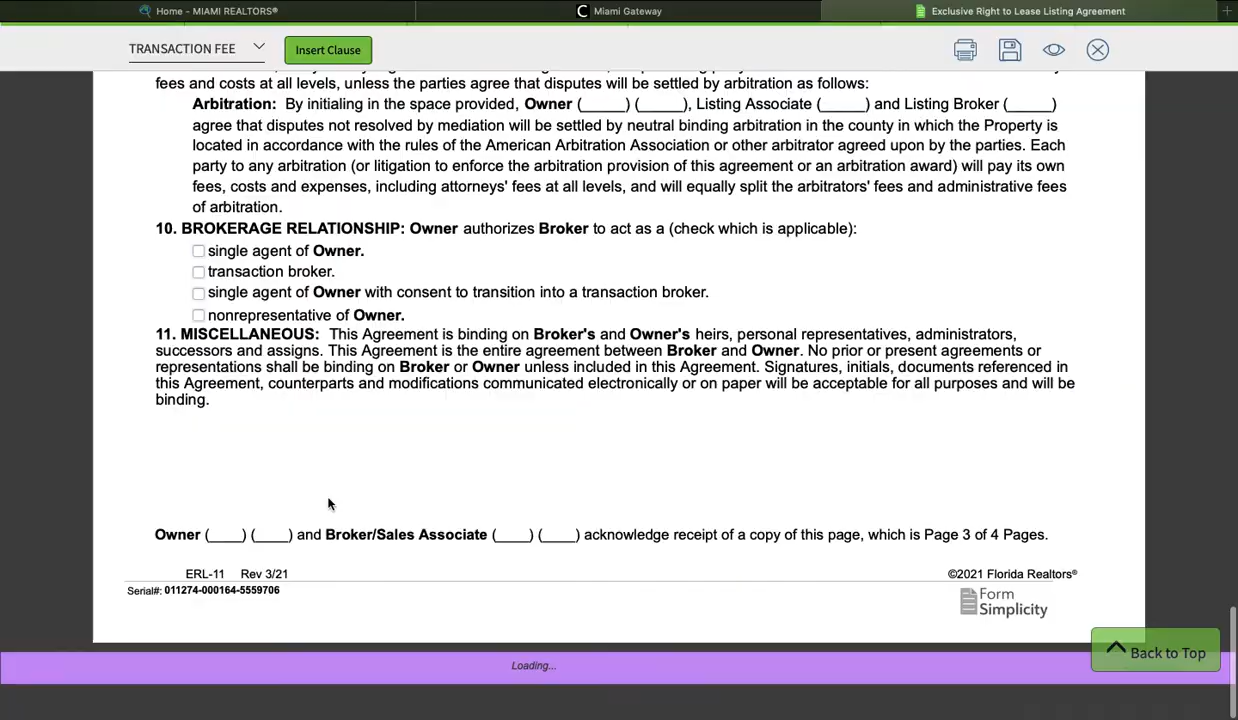 Home - MIAMI REALTORS®
Miami Gateway
Exclusive Right to Lease Listing Agreement
TRANSACTION FEE
Insert Clause
fees and costs at all levels, unless the parties agree that disputes will be settled by arbitration as follows:
Arbitration: By initialing in the space provided, Owner (_____) (_____), Listing Associate (_____) and Listing Broker (_____)
agree that disputes not resolved by mediation will be settled by neutral binding arbitration in the county in which the Property is
located in accordance with the rules of the American Arbitration Association or other arbitrator agreed upon by the parties. Each
party to any arbitration (or litigation to enforce the arbitration provision of this agreement or an arbitration award) will pay its own
fees, costs and expenses, including attorneys' fees at all levels, and will equally split the arbitrators' fees and administrative fees
of arbitration.
10. BROKERAGE RELATIONSHIP: Owner authorizes Broker to act as a (check which is applicable):
single agent of Owner.
transaction broker.
single agent of Owner with consent to transition into a transaction broker.
nonrepresentative of Owner.
11. MISCELLANEOUS: This Agreement is binding on Broker's and Owner's heirs, personal representatives, administrators,
successors and assigns. This Agreement is the entire agreement between Broker and Owner. No prior or present agreements or
representations shall be binding on Broker or Owner unless included in this Agreement. Signatures, initials, documents referenced in
this Agreement, counterparts and modifications communicated electronically or on paper will be acceptable for all purposes and will be
binding.
Owner (____) (____) and Broker/Sales Associate (____) (____) acknowledge receipt of a copy of this page, which is Page 3 of 4 Pages.
ERL-11 Rev 3/21
©2021 Florida Realtors®
Serial#: 011274-000164-5559706
Form
Simplicity
Back to Top
Loading...